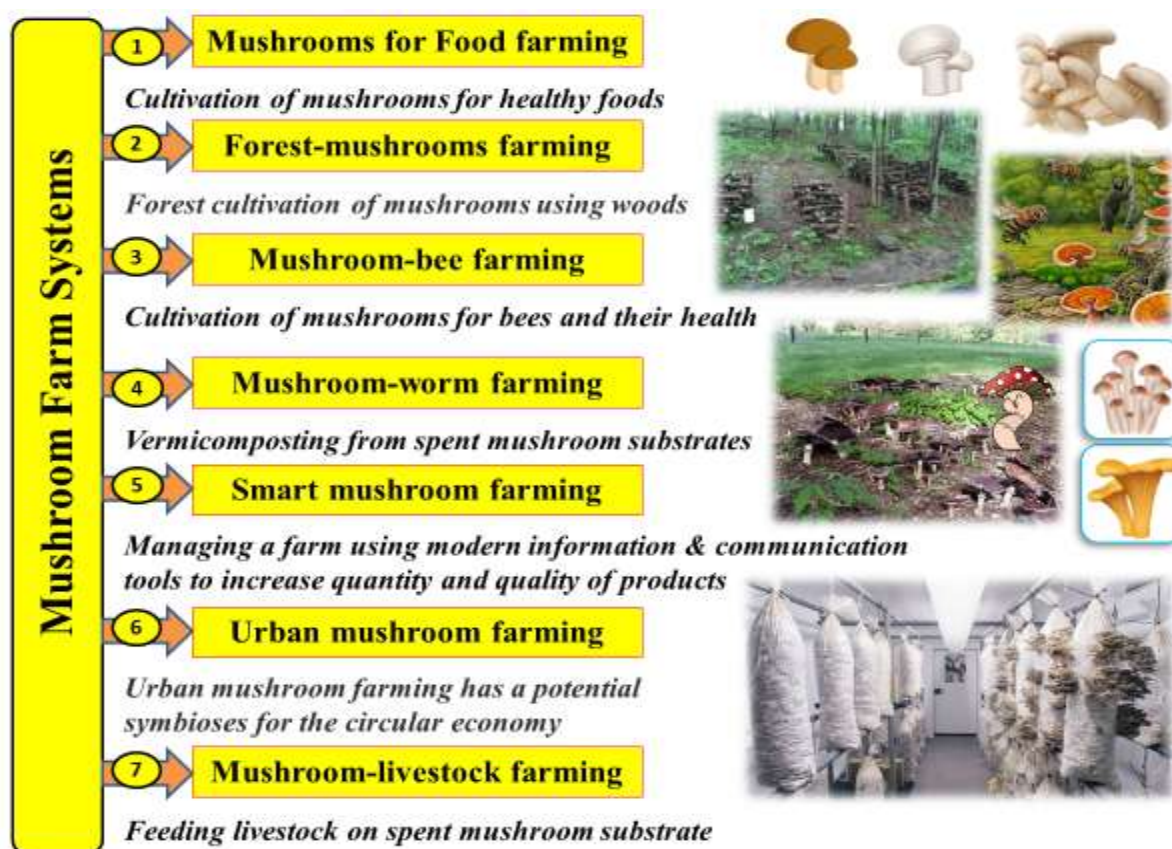 Mushroom Farm Systems
1
Mushrooms for Food farming
Cultivation of mushrooms for healthy foods
2
Forest-mushrooms farming
Forest cultivation of mushrooms using woods
3
Mushroom-bee farming
Cultivation of mushrooms for bees and their health
4
Mushroom-worm farming
Vermicomposting from spent mushroom substrates
5
Smart mushroom farming
Managing a farm using modern information & communication
tools to increase quantity and quality of products
6
Urban mushroom farming
Urban mushroom farming has a potential
symbioses for the circular economy
7
Mushroom-livestock farming
Feeding livestock on spent mushroom substrate